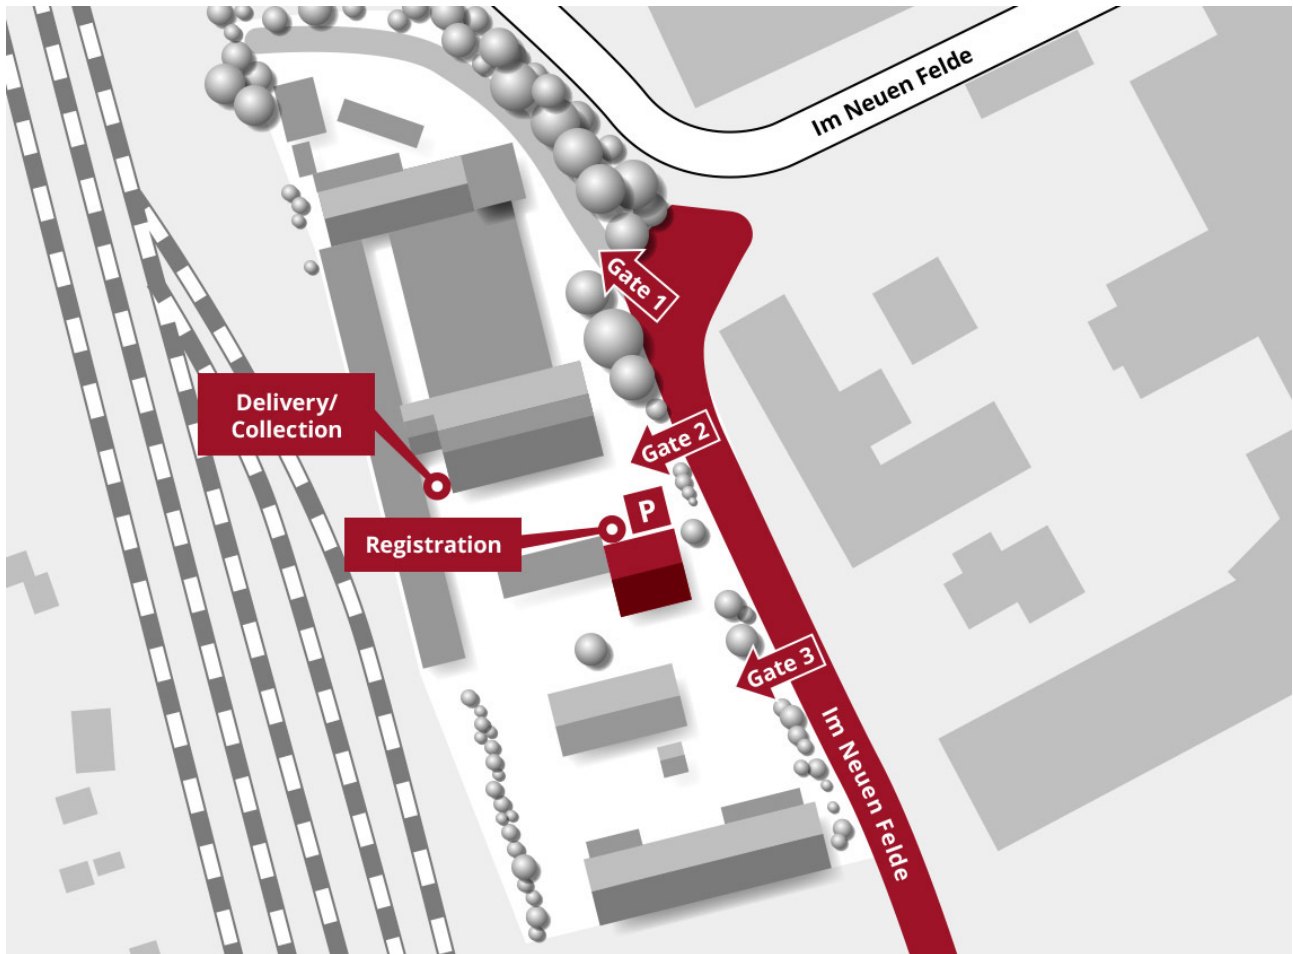 Im Neuen Felde
Gate 1
Delivery/
Collection
Gate 2
P
Registration
Gate 3
Im Neuen Felde